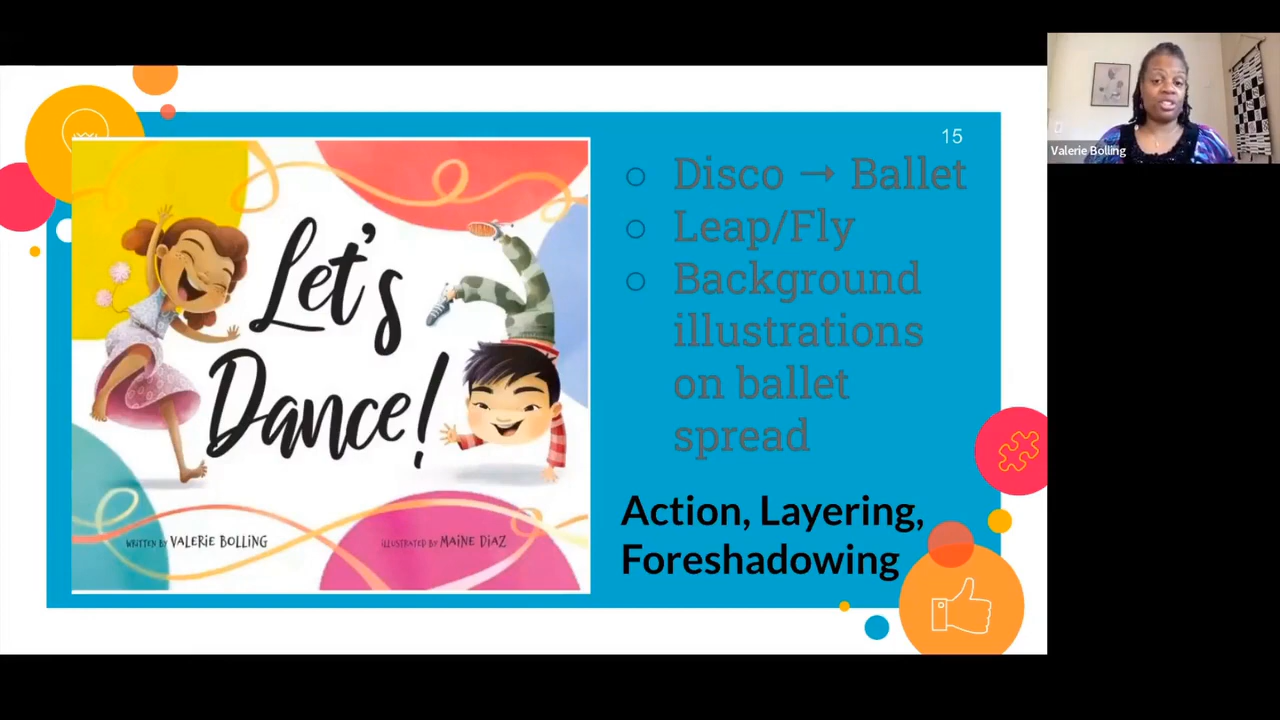 15
Let's
Dance!
WRITTEN BY VALERIE BOLLING
ILLUSTRATED BY MAINE DIAZ
○ Disco → Ballet
○ Leap/Fly
○ Background
illustrations
on ballet
spread
Action, Layering,
Foreshadowing
Valerie Bolling